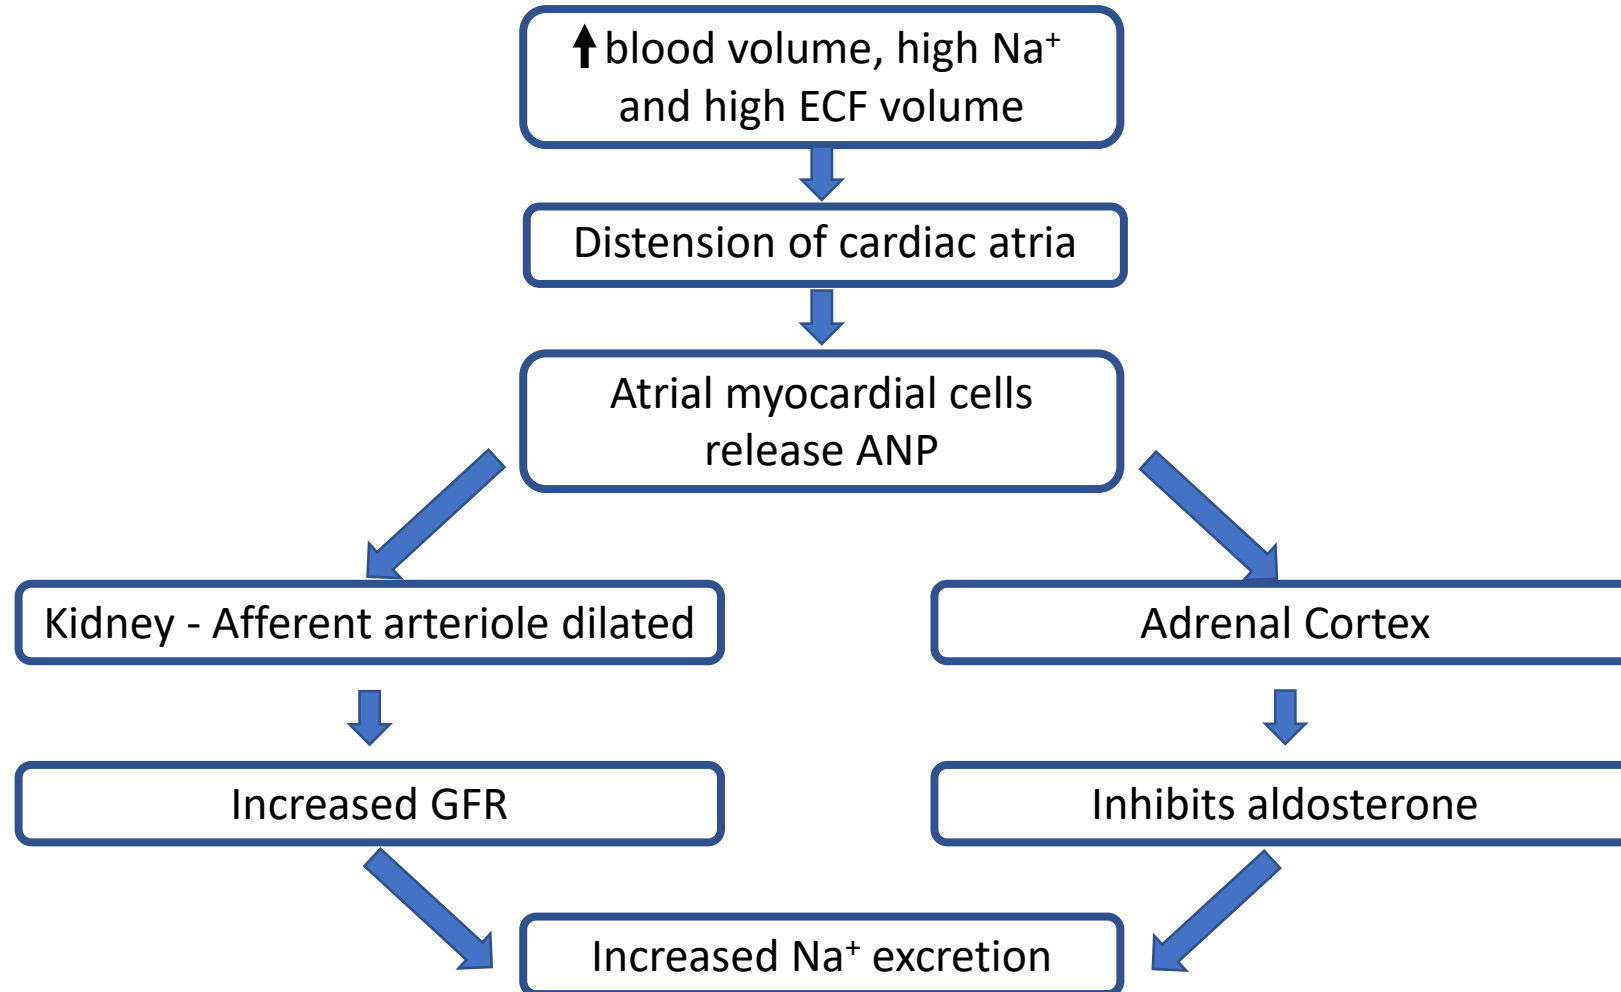 ⬆ blood volume, high Na⁺
and high ECF volume
Distension of cardiac atria
Atrial myocardial cells
release ANP
Kidney - Afferent arteriole dilated
Adrenal Cortex
Increased GFR
Inhibits aldosterone
Increased Na⁺ excretion